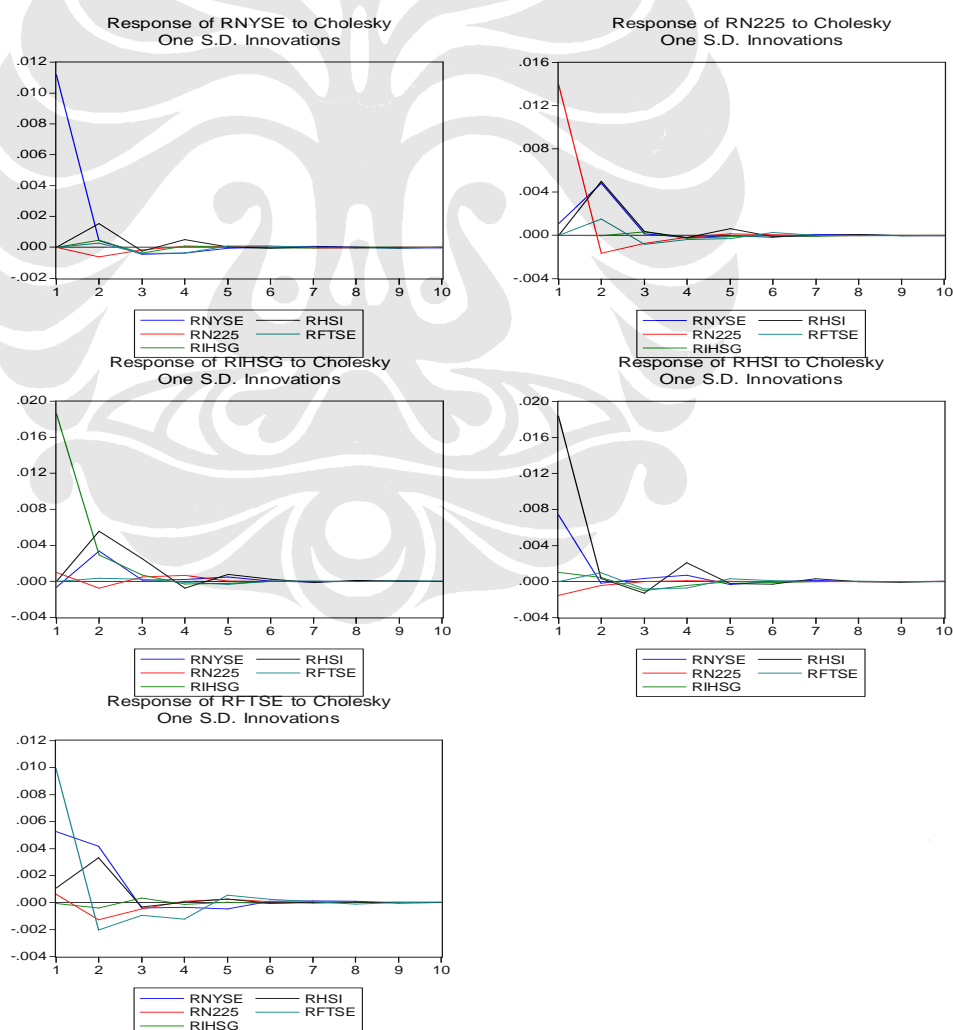 Response of RNYSE to Cholesky
One S.D. Innovations
.012
.010
.008
.006
.004
.002
.000
-.002
1 2 3 4 5 6 7 8 9 10
RNYSE RHSI
RN225 RFTSE
RIHSG
Response of RN225 to Cholesky
One S.D. Innovations
.016
.012
.008
.004
.000
-.004
1 2 3 4 5 6 7 8 9 10
RNYSE RHSI
RN225 RFTSE
RIHSG
Response of RIHSG to Cholesky
One S.D. Innovations
.020
.016
.012
.008
.004
.000
-.004
1 2 3 4 5 6 7 8 9 10
RNYSE RHSI
RN225 RFTSE
RIHSG
Response of RHSI to Cholesky
One S.D. Innovations
.020
.016
.012
.008
.004
.000
-.004
1 2 3 4 5 6 7 8 9 10
RNYSE RHSI
RN225 RFTSE
RIHSG
Response of RFTSE to Cholesky
One S.D. Innovations
.012
.010
.008
.006
.004
.002
.000
-.002
-.004
1 2 3 4 5 6 7 8 9 10
RNYSE RHSI
RN225 RFTSE
RIHSG